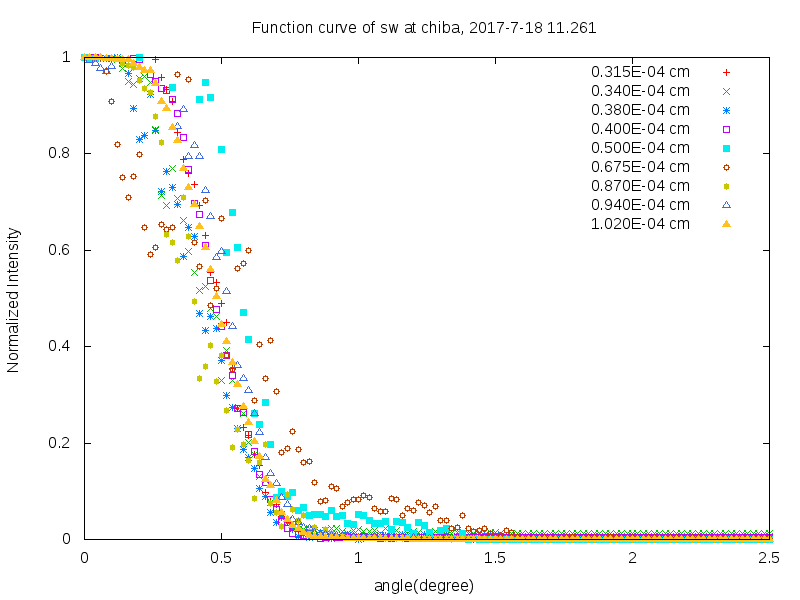 Function curve of sw at chiba, 2017-7-18 11.261
0.315E-04 cm
0.340E-04 cm
0.380E-04 cm
0.400E-04 cm
0.500E-04 cm
0.675E-04 cm
0.870E-04 cm
0.940E-04 cm
1.020E-04 cm
1
0.8
0.6
0.4
0.2
0
Normalized Intensity
0 0.5 1 1.5 2 2.5
angle(degree)